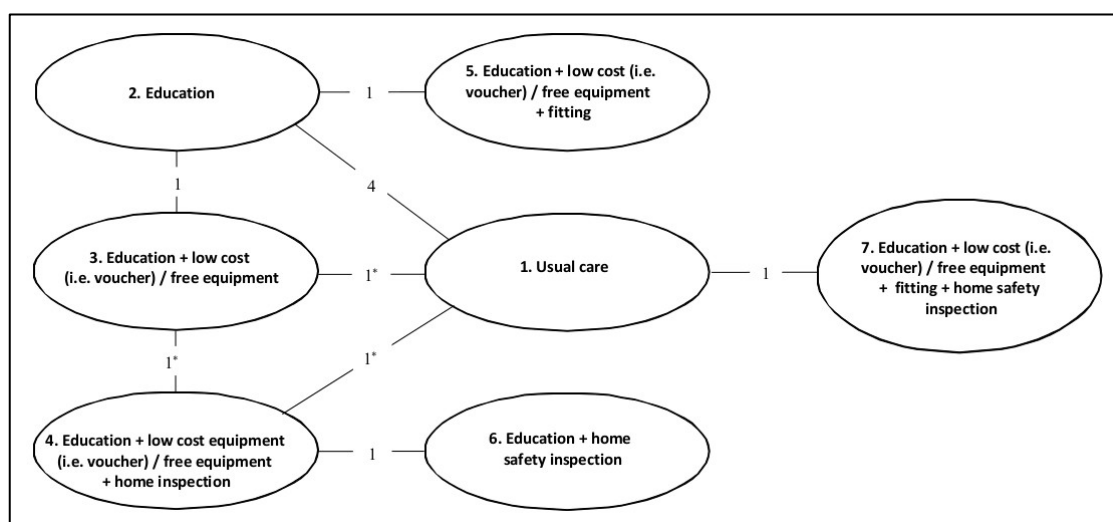 2. Education
1
5. Education + low cost (i.e.
voucher) / free equipment
+ fitting
1
4
3. Education + low cost
(i.e. voucher) / free equipment
1*
1. Usual care
1
7. Education + low cost (i.e.
voucher) / free equipment
+ fitting + home safety
inspection
1*
1*
4. Education + low cost equipment
(i.e. voucher) / free equipment
+ home inspection
1
6. Education + home
safety inspection